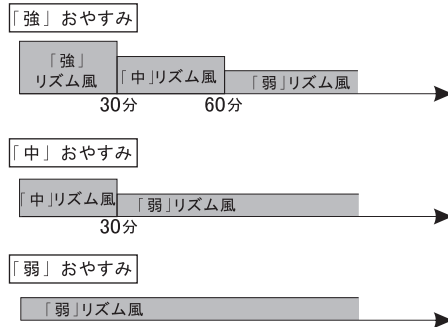 「強」おやすみ
「強」
リズム風
「中」リズム風
「弱」リズム風
30分
60分
「中」おやすみ
「中」リズム風
「弱」リズム風
30分
「弱」おやすみ
「弱」リズム風